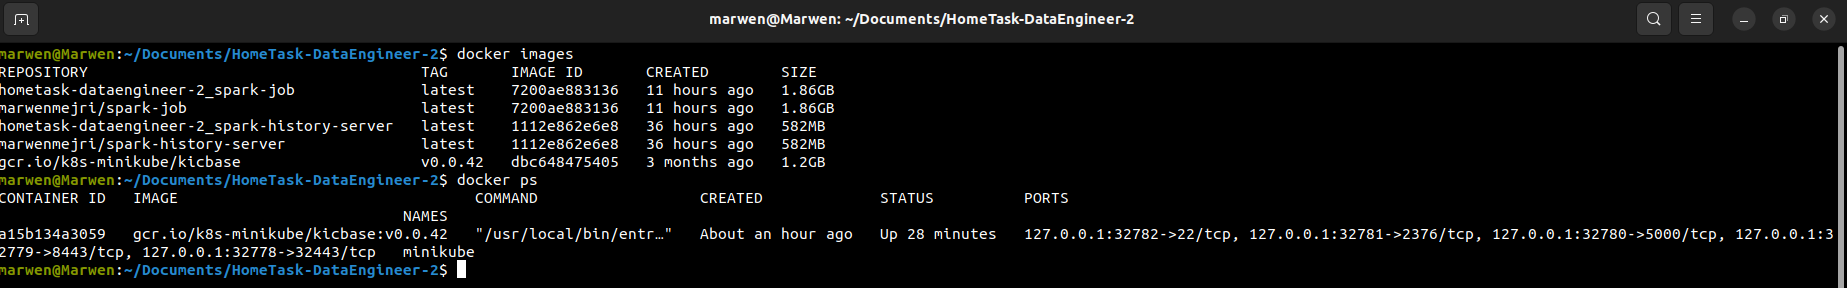 marwen@Marwen: ~/Documents/HomeTask-DataEngineer-2
marwen@Marwen:~/Documents/HomeTask-DataEngineer-2$ docker images
REPOSITORY                                     TAG       IMAGE ID       CREATED        SIZE
hometask-dataengineer-2_spark-job              latest    7200ae883136   11 hours ago   1.86GB
marwenmejri/spark-job                          latest    7200ae883136   11 hours ago   1.86GB
hometask-dataengineer-2_spark-history-server   latest    1112e862e6e8   36 hours ago   582MB
marwenmejri/spark-history-server               latest    1112e862e6e8   36 hours ago   582MB
gcr.io/k8s-minikube/kicbase                    v0.0.42   dbc648475405   3 months ago   1.2GB
marwen@Marwen:~/Documents/HomeTask-DataEngineer-2$ docker ps
CONTAINER ID   IMAGE                                 COMMAND                  CREATED             STATUS          PORTS
NAMES
a15b134a3059   gcr.io/k8s-minikube/kicbase:v0.0.42   "/usr/local/bin/entr…"   About an hour ago   Up 28 minutes   127.0.0.1:32782->22/tcp, 127.0.0.1:32781->2376/tcp, 127.0.0.1:32780->5000/tcp, 127.0.0.1:3
2779->8443/tcp, 127.0.0.1:32778->32443/tcp   minikube
marwen@Marwen:~/Documents/HomeTask-DataEngineer-2$